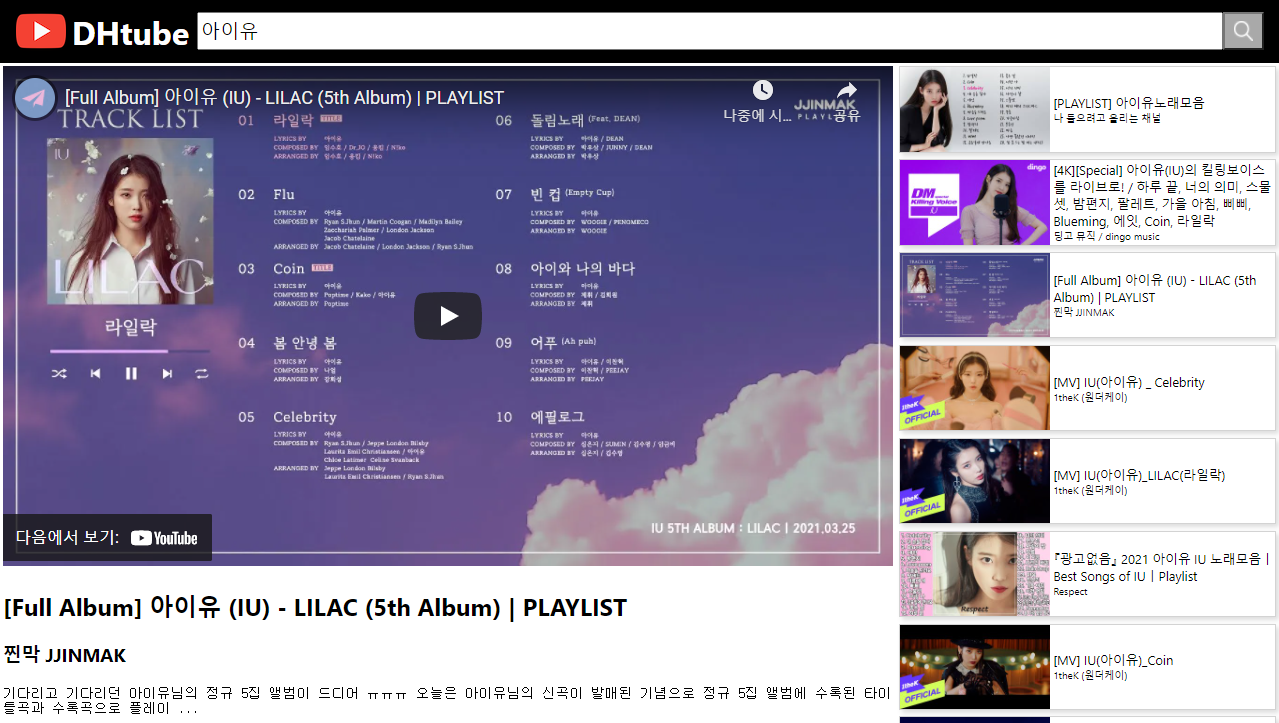 DHtube
아이유
[Full Album] 아이유 (IU) - LILAC (5th Album) | PLAYLIST
나중에 시...
공유
JJINMAK
PLAYL
TRACK LIST
IU
라일락
01 라일락 TITLE
LYRICS BY 아이유
COMPOSED BY 임수호 / Dr.JO / 웅킴 / N!ko
ARRANGED BY 임수호 / 웅킴 / N!ko
02 Flu
LYRICS BY 아이유
COMPOSED BY Ryan S.Jhun / Martin Coogan / Madilyn Bailey
Zacchariah Palmer / London Jackson
Jacob Chatelaine
ARRANGED BY Jacob Chatelaine / London Jackson / Ryan S.Jhun
03 Coin TITLE
LYRICS BY 아이유
COMPOSED BY Poptime / Kako / 아이유
ARRANGED BY Poptime
04 봄 안녕 봄
LYRICS BY 아이유
COMPOSED BY 나얼
ARRANGED BY 강화성
05 Celebrity
LYRICS BY 아이유
COMPOSED BY Ryan S.Jhun / Jeppe London Bilsby
Laurits Emil Christiansen / 아이유
Chloe Latimer Celine Svanback
ARRANGED BY Jeppe London Bilsby
Laurits Emil Christiansen / Ryan S.Jhun
06 돌림노래 (Feat. DEAN)
LYRICS BY 아이유 / DEAN
COMPOSED BY 박우상 / JUNNY / DEAN
ARRANGED BY 박우상
07 빈 컵 (Empty Cup)
LYRICS BY 아이유
COMPOSED BY WOOGIE / PENOMECO
ARRANGED BY WOOGIE
08 아이와 나의 바다
LYRICS BY 아이유
COMPOSED BY 제휘 / 김희원
ARRANGED BY 제휘
09 어푸 (Ah puh)
LYRICS BY 아이유 / 이찬혁
COMPOSED BY 이찬혁 / PEEJAY
ARRANGED BY PEEJAY
10 에필로그
LYRICS BY 아이유
COMPOSED BY 심은지 / SUMIN / 김수영 / 임금비
ARRANGED BY 심은지 / 김수영
IU 5TH ALBUM : LILAC | 2021.03.25
다음에서 보기: YouTube
[Full Album] 아이유 (IU) - LILAC (5th Album) | PLAYLIST
찐막 JJINMAK
기다리고 기다리던 아이유님의 정규 5집 앨범이 드디어 ㅠㅠㅠ 오늘은 아이유님의 신곡이 발매된 기념으로 정규 5집 앨범에 수록된 타이
틀곡과 수록곡으로 플레이 ...
[PLAYLIST] 아이유노래모음
나 들으려고 올리는 채널
dingo
DM
Killing Voice
IU
[4K][Special] 아이유(IU)의 킬링보이스
를 라이브로! / 하루 끝, 너의 의미, 스물
셋, 밤편지, 팔레트, 가을 아침, 삐삐,
Blueming, 에잇, Coin, 라일락
딩고 뮤직 / dingo music
TRACK LIST
[Full Album] 아이유 (IU) - LILAC (5th
Album) | PLAYLIST
찐막 JJINMAK
1theK
OFFICIAL
[MV] IU(아이유) _ Celebrity
1theK (원더케이)
1theK
OFFICIAL
[MV] IU(아이유)_LILAC(라일락)
1theK (원더케이)
Respect
『광고없음』 2021 아이유 IU 노래모음 |
Best Songs of IU | Playlist
Respect
1theK
OFFICIAL
[MV] IU(아이유)_Coin
1theK (원더케이)